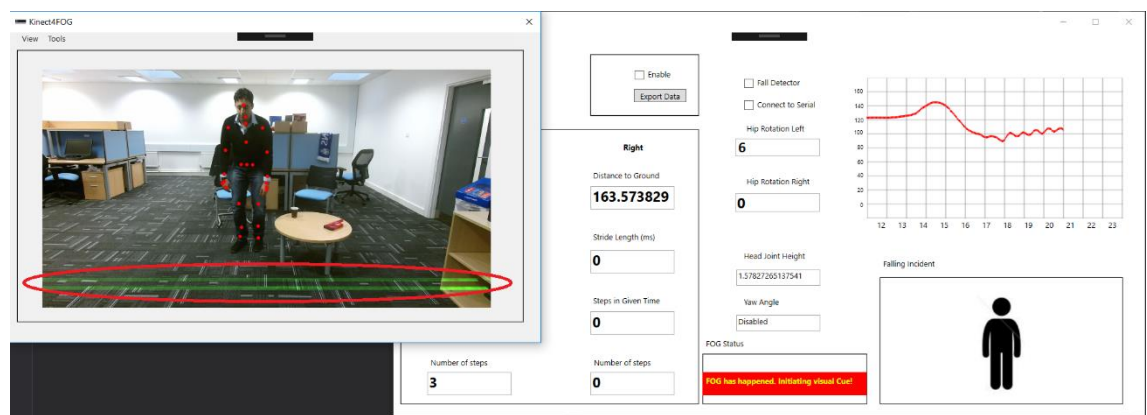 Kinect4FOG
View Tools
Enable
Export Data
Right
Distance to Ground
163.573829
Stride Length (ms)
0
Steps in Given Time
0
Number of steps
3
Number of steps
0
Fall Detector
Connect to Serial
Hip Rotation Left
6
Hip Rotation Right
0
Head Joint Height
1.57827265137541
Yaw Angle
Disabled
FOG Status
FOG has happened. Initiating visual Cue!
160
140
120
100
80
60
40
20
0
12 13 14 15 16 17 18 19 20 21 22 23
Falling Incident